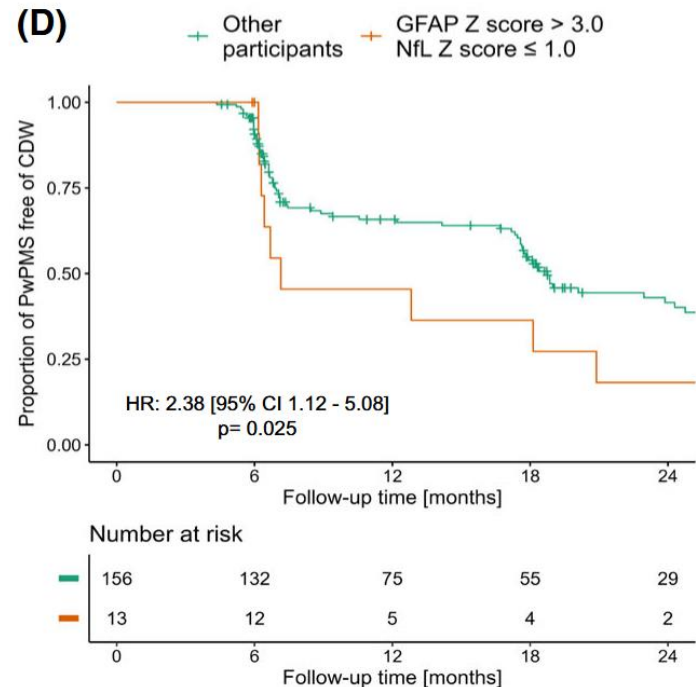 (D)
Other participants
GFAP Z score > 3.0
NfL Z score ≤ 1.0
Proportion of PwPMS free of CDW
1.00
0.75
0.50
0.25
0.00
HR: 2.38 [95% CI 1.12 - 5.08]
p= 0.025
0 6 12 18 24
Follow-up time [months]
Number at risk
156 132 75 55 29
13 12 5 4 2
0 6 12 18 24
Follow-up time [months]